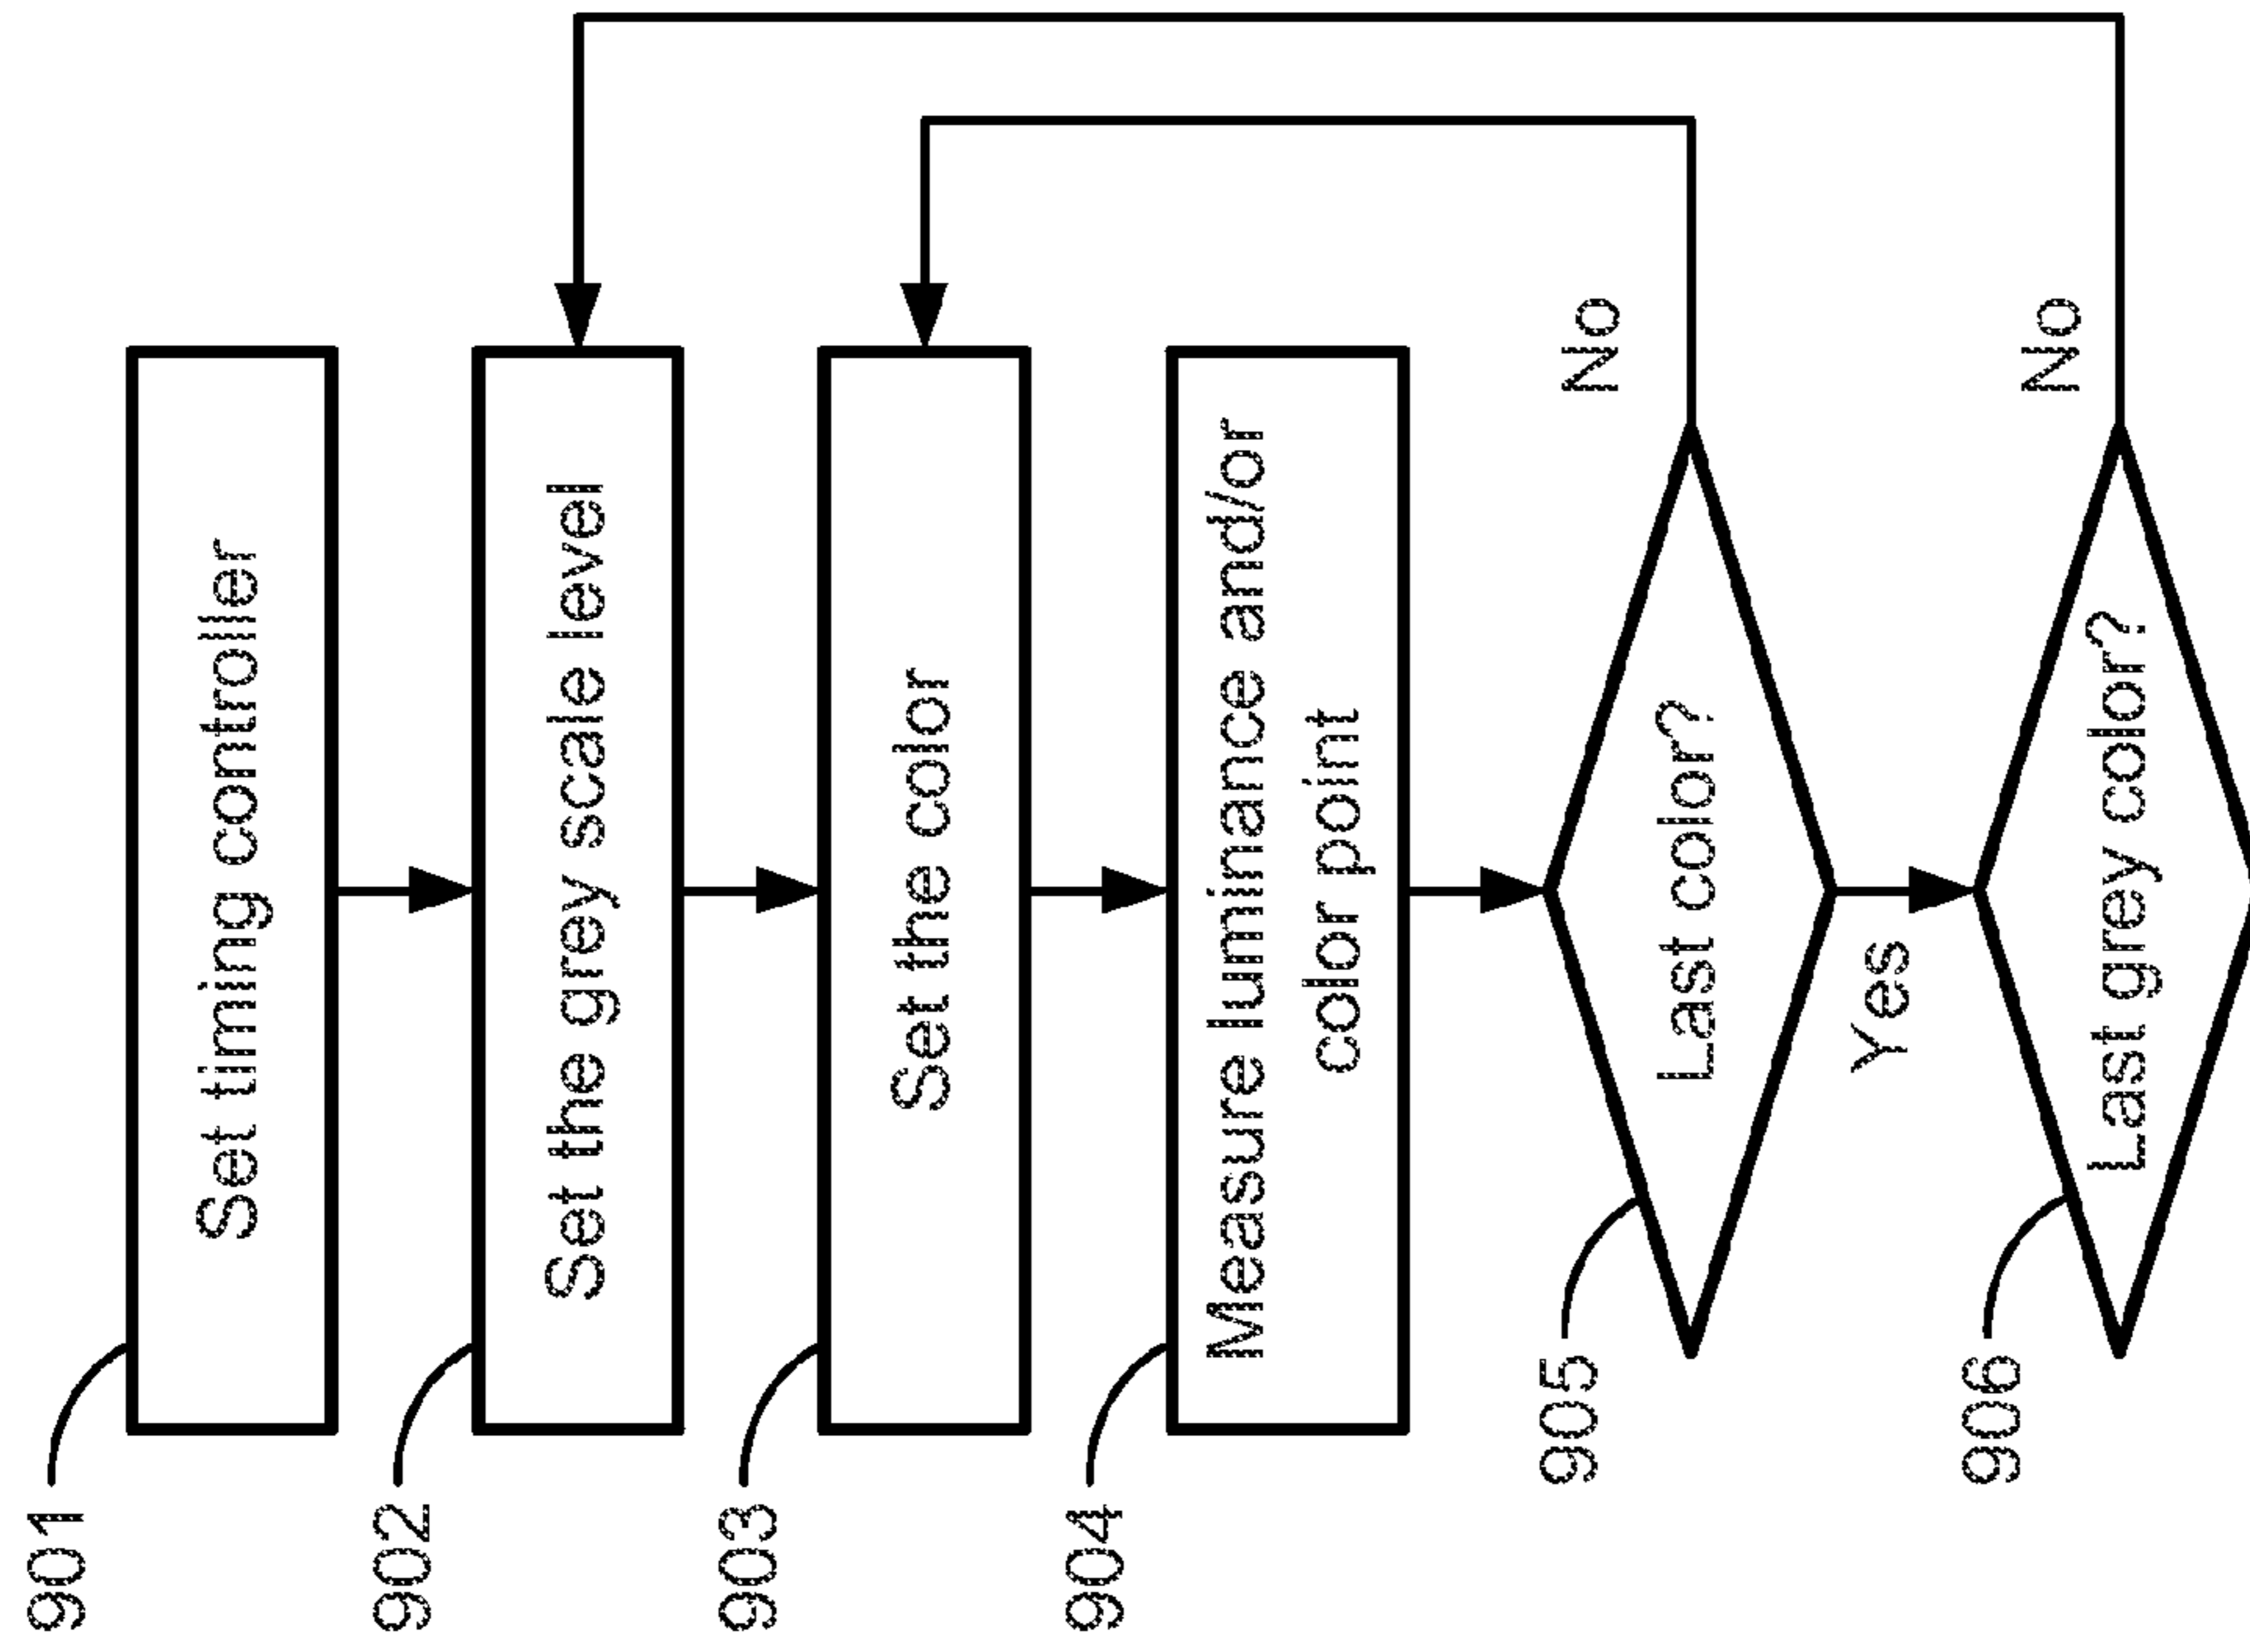 901
Set timing controller
902
Set the grey scale level
903
Set the color
904
Measure luminance and/or
color point
905
Last color?
No
Yes
906
Last grey color?
No